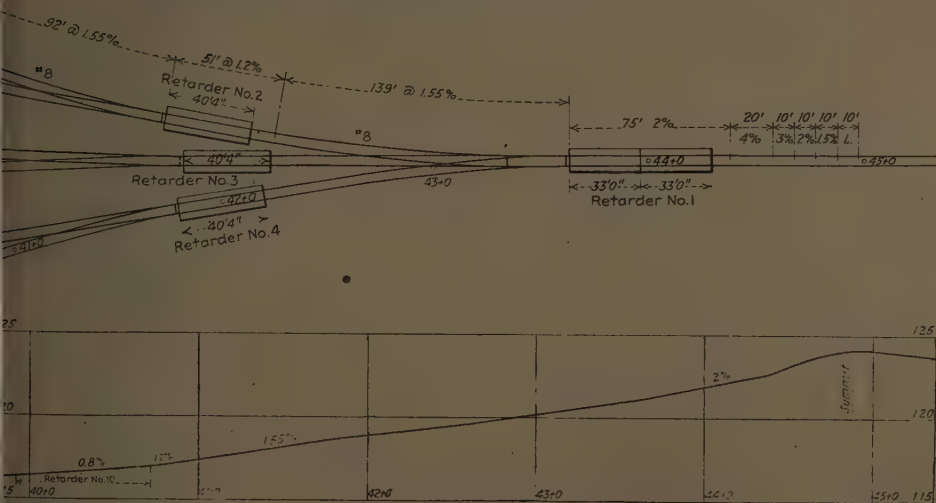 92' @ 1.55%
51' @ 1.2%
139' @ 1.55%
#8
Retarder No.2
40'4"
#8
75' 2%
20' 10' 10' 10' 10'
4% 3% 2% 1.5% L.
40'4"
Retarder No.3
44+0
45+0
43+0
42+0
33'0" 33'0"
Retarder No.1
40'4"
Retarder No.4
41+0
125
125
2%
Summit
120
120
1.55%
0.8%
1.2%
Retarder No.10
40+0
42+0
43+0
44+0
45+0
115